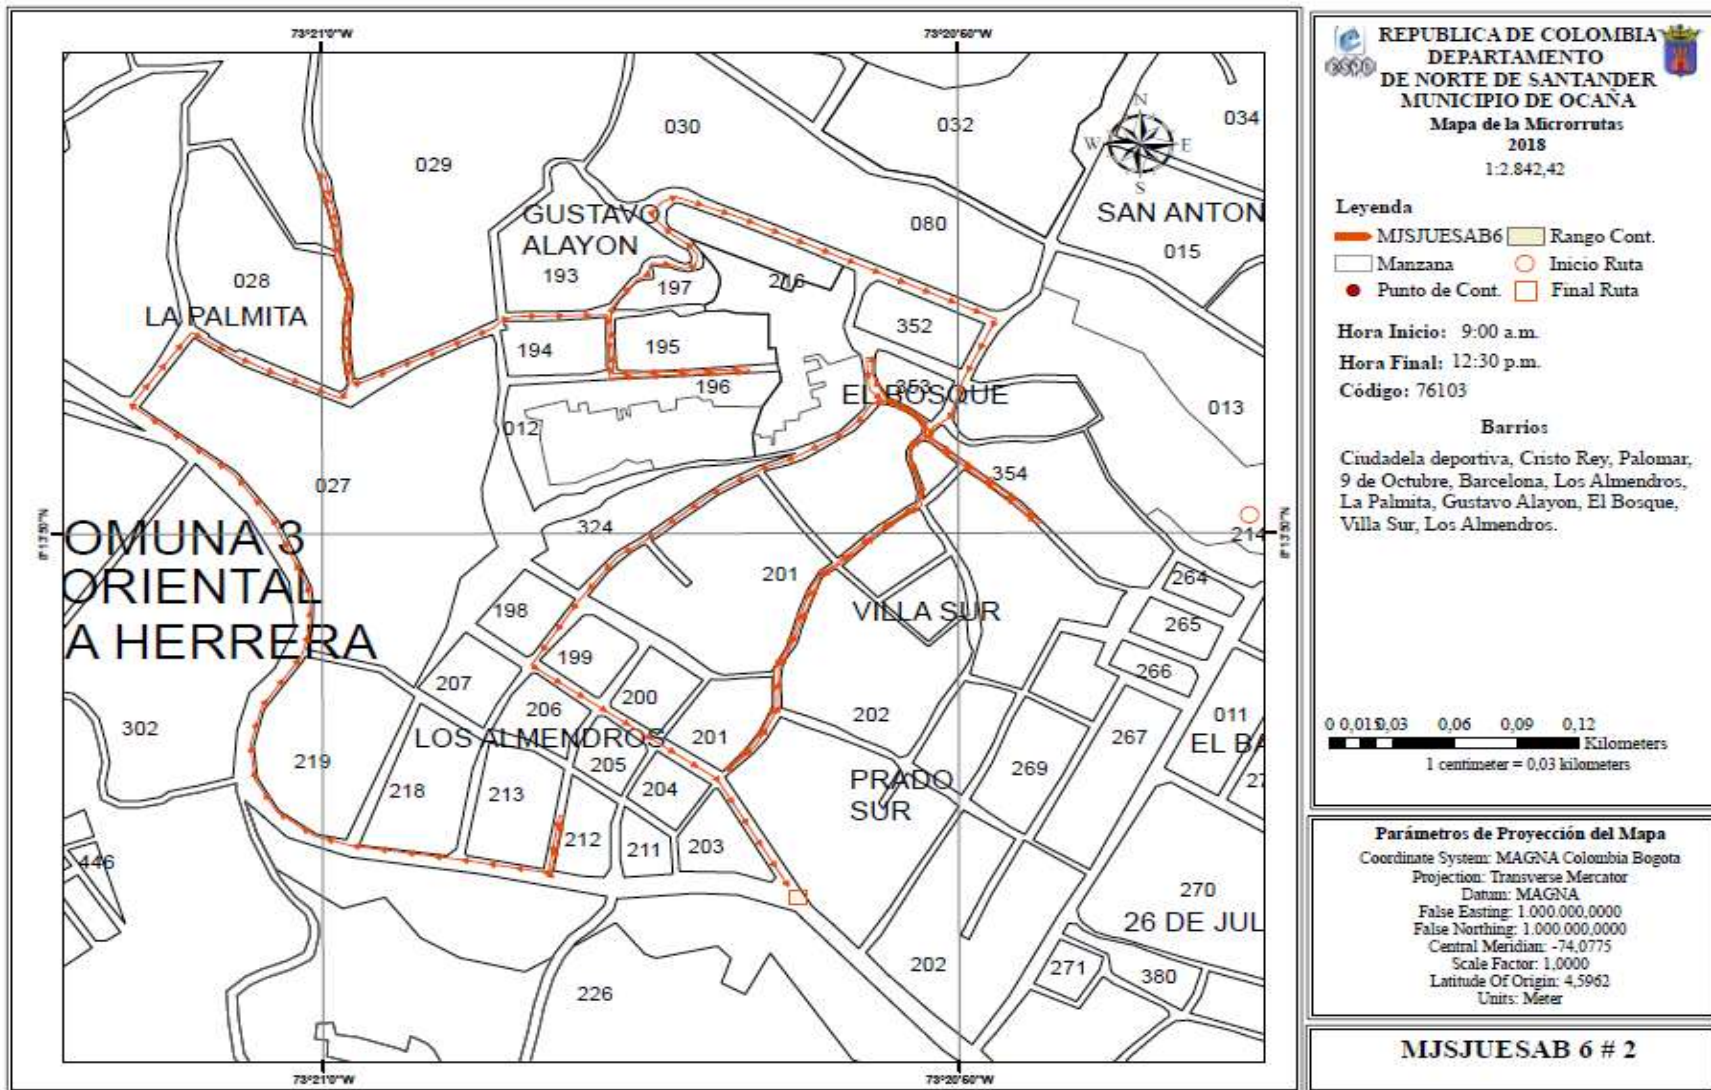 73°21'0"W
73°20'50"W
030
032
034
029
GUSTAVO
ALAYON
SAN ANTON
080
015
193
028
197
216
LA PALMITA
352
194
195
196
353
EL BOSQUE
013
012
354
027
324
214
8°13'50"N
8°13'50"N
OMUNA 3
ORIENTAL
A HERRERA
201
264
198
VILLA SUR
265
199
266
207
200
206
202
011
302
LOS ALMENDROS
201
267
EL BA
219
205
269
27
218
213
204
PRADO
SUR
212
211
203
446
270
26 DE JUL
202
271
380
226
73°21'0"W
73°20'50"W
N
W
E
S
REPUBLICA DE COLOMBIA
DEPARTAMENTO
DE NORTE DE SANTANDER
MUNICIPIO DE OCAÑA
Mapa de la Microrrutas
2018
1:2.842,42
Leyenda
MJSJUESAB6 Rango Cont.
Manzana Inicio Ruta
Punto de Cont. Final Ruta
Hora Inicio: 9:00 a.m.
Hora Final: 12:30 p.m.
Código: 76103
Barrios
Ciudadela deportiva, Cristo Rey, Palomar,
9 de Octubre, Barcelona, Los Almendros,
La Palmita, Gustavo Alayon, El Bosque,
Villa Sur, Los Almendros.
0 0,015 0,03 0,06 0,09 0,12
Kilometers
1 centimeter = 0,03 kilometers
Parámetros de Proyección del Mapa
Coordinate System: MAGNA Colombia Bogota
Projection: Transverse Mercator
Datum: MAGNA
False Easting: 1.000.000,0000
False Northing: 1.000.000,0000
Central Meridian: -74,0775
Scale Factor: 1,0000
Latitude Of Origin: 4,5962
Units: Meter
MJSJUESAB 6 # 2